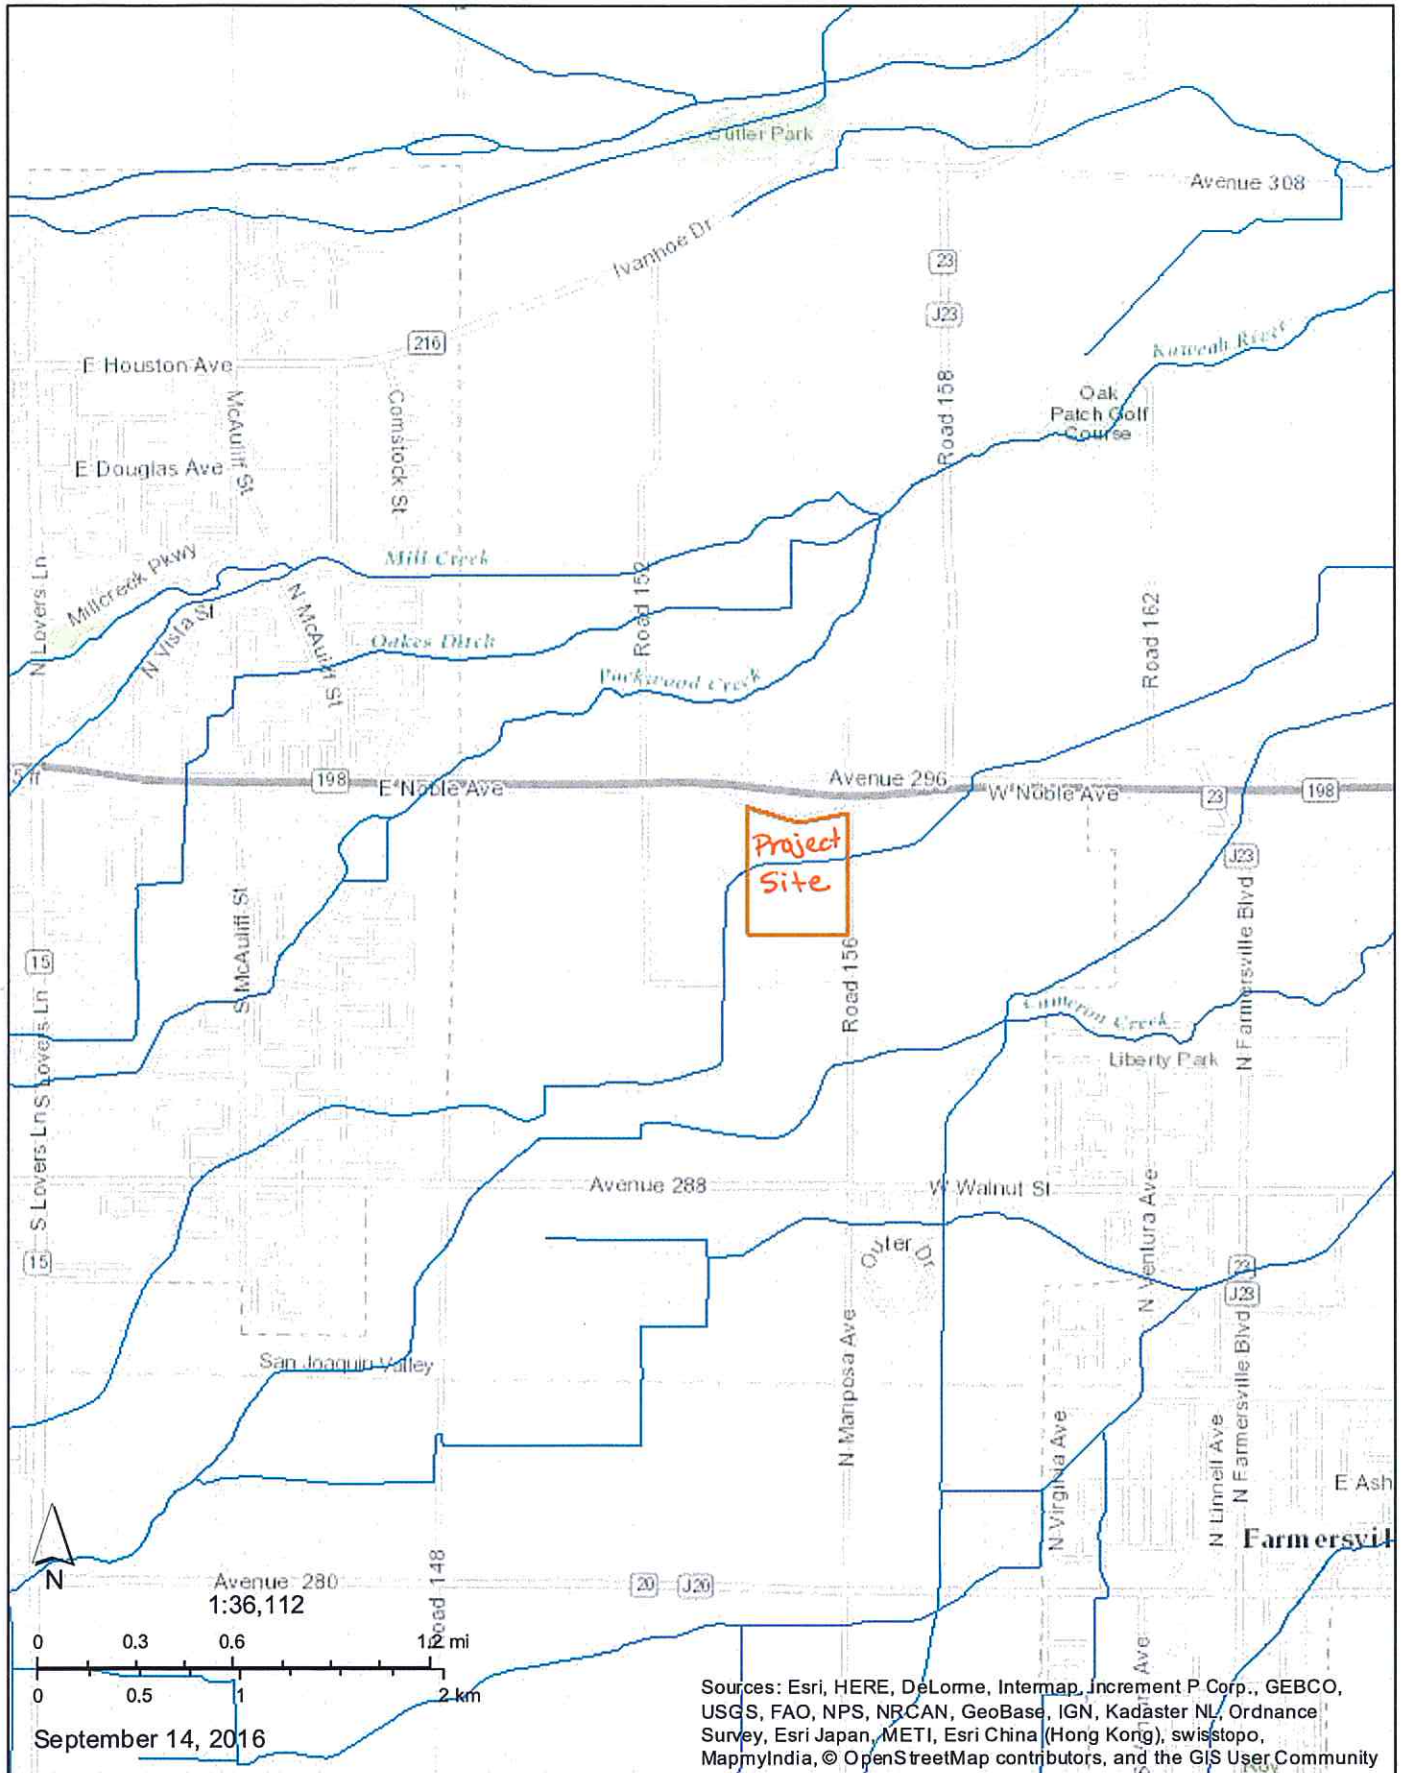 Cutler Park
Avenue 308
Ivanhoe Dr
23
J23
216
E Houston Ave
Kaweah River
McAuliff St
Comstock St
Road 158
Oak
Patch Golf
Course
E Douglas Ave
Mill Creek
Millcreek Pkwy
N Lovers Ln
N Vista St
N McAuliff St
Oakes Ditch
Road 152
Packwood Creek
Road 162
198
E Noble Ave
Avenue 296
W Noble Ave
23
198
Project
Site
J23
S McAuliff St
N Farmersville Blvd
15
Road 156
S Lovers Ln
Cameron Creek
Liberty Park
S Lovers Ln
Avenue 288
W Walnut St
N Ventura Ave
Outer Dr
15
23
J23
San Joaquin Valley
N Mariposa Ave
N Virginia Ave
N Linnell Ave
N Farmersville Blvd
E Ash
Farmersvil
N
Avenue 280
Road 148
20
J20
1:36,112
0 0.3 0.6 1.2 mi
0 0.5 1 2 km
September 14, 2016
Sources: Esri, HERE, DeLorme, Intermap, increment P Corp., GEBCO,
USGS, FAO, NPS, NRCAN, GeoBase, IGN, Kadaster NL, Ordnance
Survey, Esri Japan, METI, Esri China (Hong Kong), swisstopo,
MapmyIndia, © OpenStreetMap contributors, and the GIS User Community